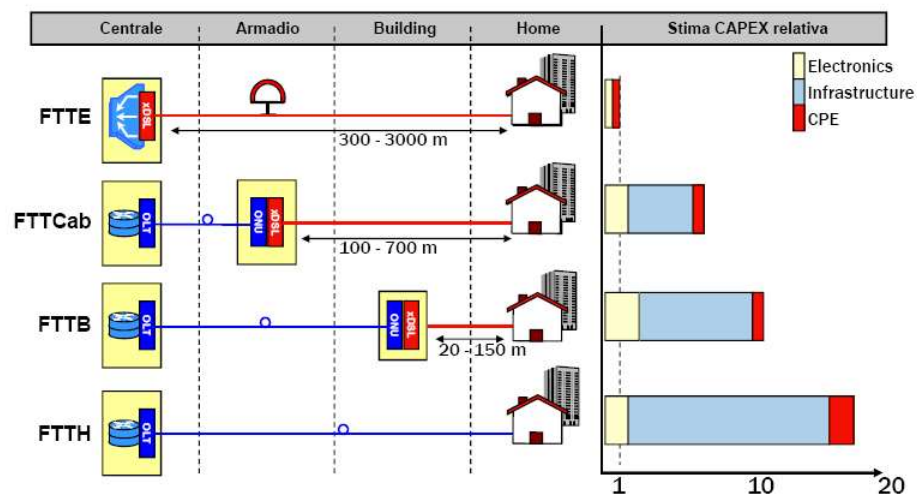 Centrale Armadio Building Home Stima CAPEX relativa
Electronics
Infrastructure
CPE
FTTE
xDSL
300 - 3000 m
FTTCab
OLT
ONU
xDSL
100 - 700 m
FTTB
OLT
ONU
xDSL
20 - 150 m
FTTH
OLT
1 10 20